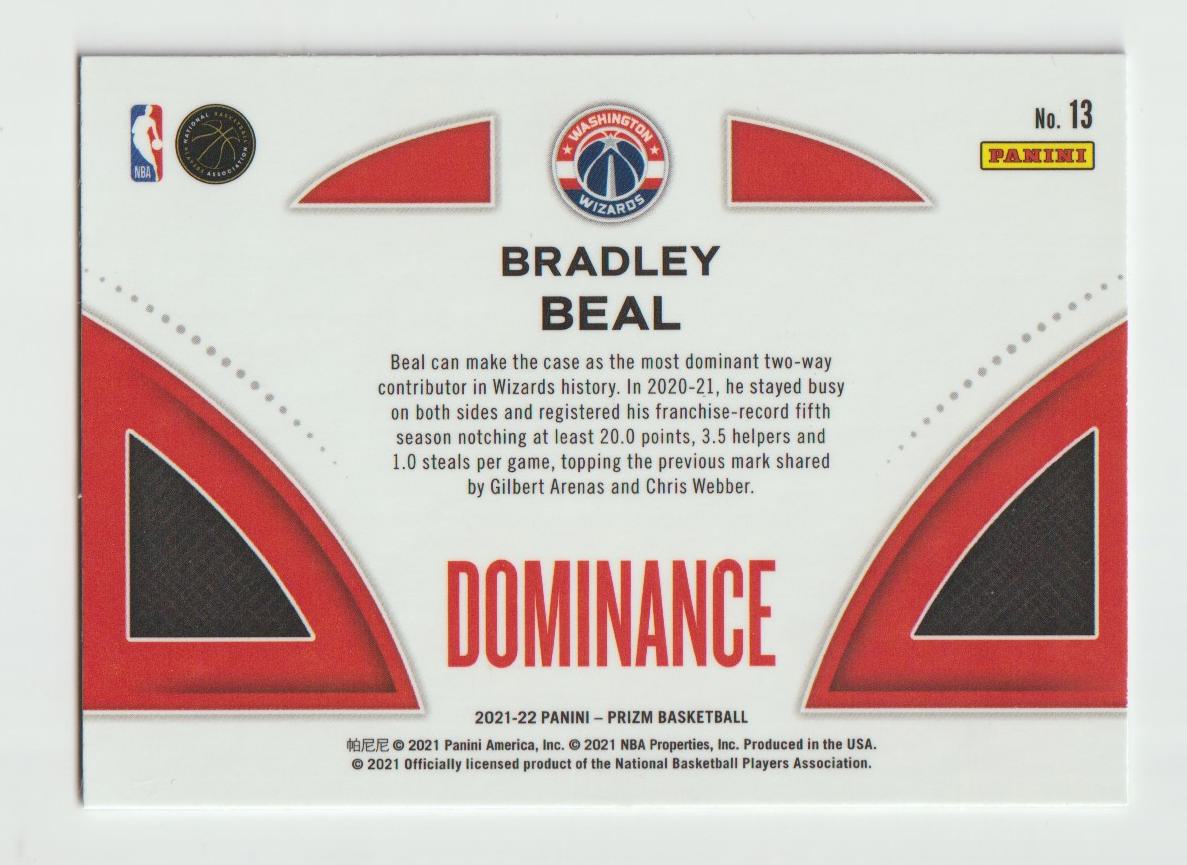 No. 13
PANINI
NBA
NATIONAL BASKETBALL
PLAYERS ASSOCIATION
WASHINGTON
WIZARDS
BRADLEY
BEAL
Beal can make the case as the most dominant two-way
contributor in Wizards history. In 2020-21, he stayed busy
on both sides and registered his franchise-record fifth
season notching at least 20.0 points, 3.5 helpers and
1.0 steals per game, topping the previous mark shared
by Gilbert Arenas and Chris Webber.
DOMINANCE
2021-22 PANINI – PRIZM BASKETBALL
帕尼尼 © 2021 Panini America, Inc. © 2021 NBA Properties, Inc. Produced in the USA.
© 2021 Officially licensed product of the National Basketball Players Association.